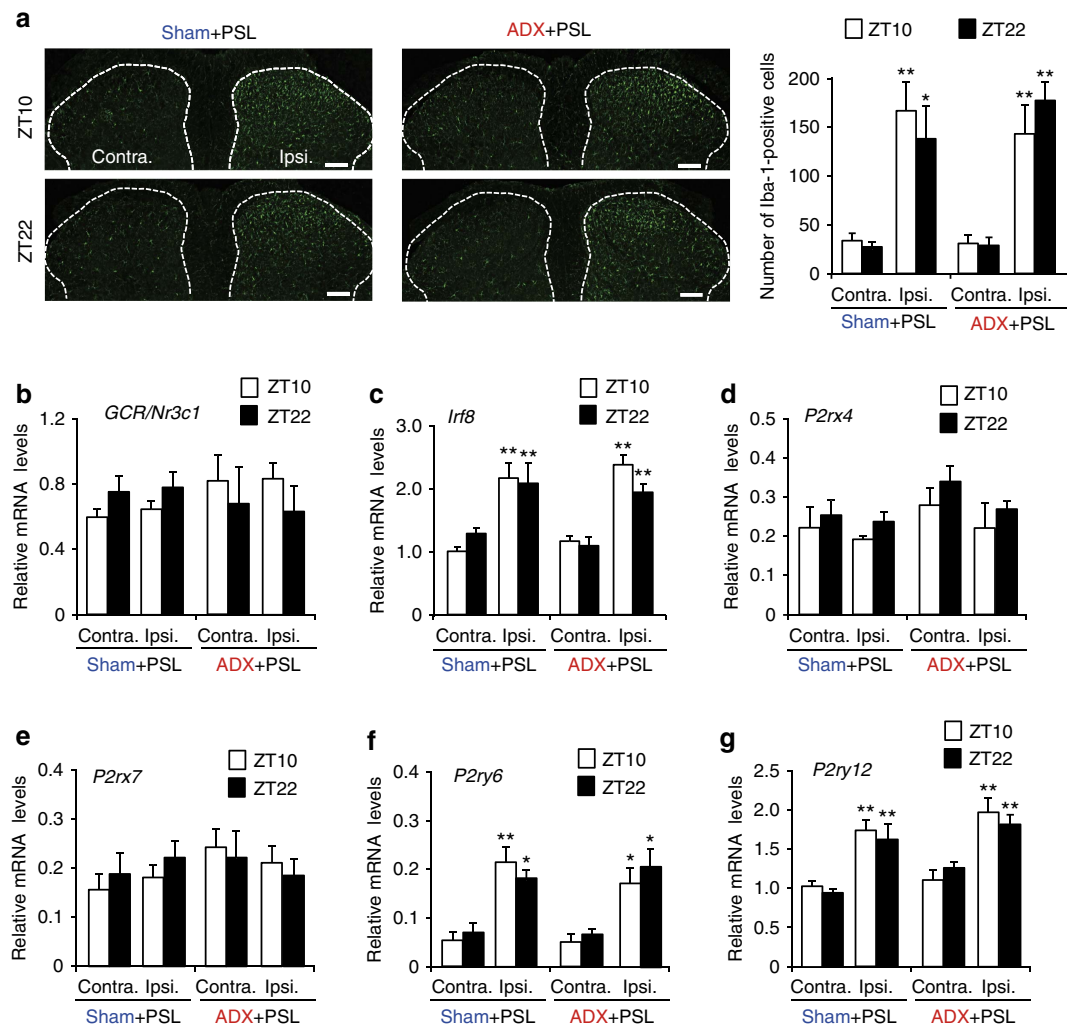 a
Sham+PSL
ADX+PSL
ZT10
ZT22
Contra.
Ipsi.
ZT10
ZT22
Number of Iba-1-positive cells
200
150
100
50
0
** * ** **
Contra. Ipsi. Contra. Ipsi.
Sham+PSL ADX+PSL
b
GCR/Nr3c1
ZT10
ZT22
Relative mRNA levels
1.2
0.9
0.6
0
Contra. Ipsi. Contra. Ipsi.
Sham+PSL ADX+PSL
c
Irf8
ZT10
ZT22
Relative mRNA levels
3.0
2.0
1.0
0
** ** ** **
Contra. Ipsi. Contra. Ipsi.
Sham+PSL ADX+PSL
d
P2rx4
ZT10
ZT22
Relative mRNA levels
0.5
0.4
0.3
0.2
0.1
0
Contra. Ipsi. Contra. Ipsi.
Sham+PSL ADX+PSL
e
P2rx7
ZT10
ZT22
Relative mRNA levels
0.4
0.3
0.2
0.1
0
Contra. Ipsi. Contra. Ipsi.
Sham+PSL ADX+PSL
f
P2ry6
ZT10
ZT22
Relative mRNA levels
0.4
0.3
0.2
0.1
0
** * * *
Contra. Ipsi. Contra. Ipsi.
Sham+PSL ADX+PSL
g
P2ry12
ZT10
ZT22
Relative mRNA levels
2.5
2.0
1.5
1.0
0.5
0
** ** ** **
Contra. Ipsi. Contra. Ipsi.
Sham+PSL ADX+PSL